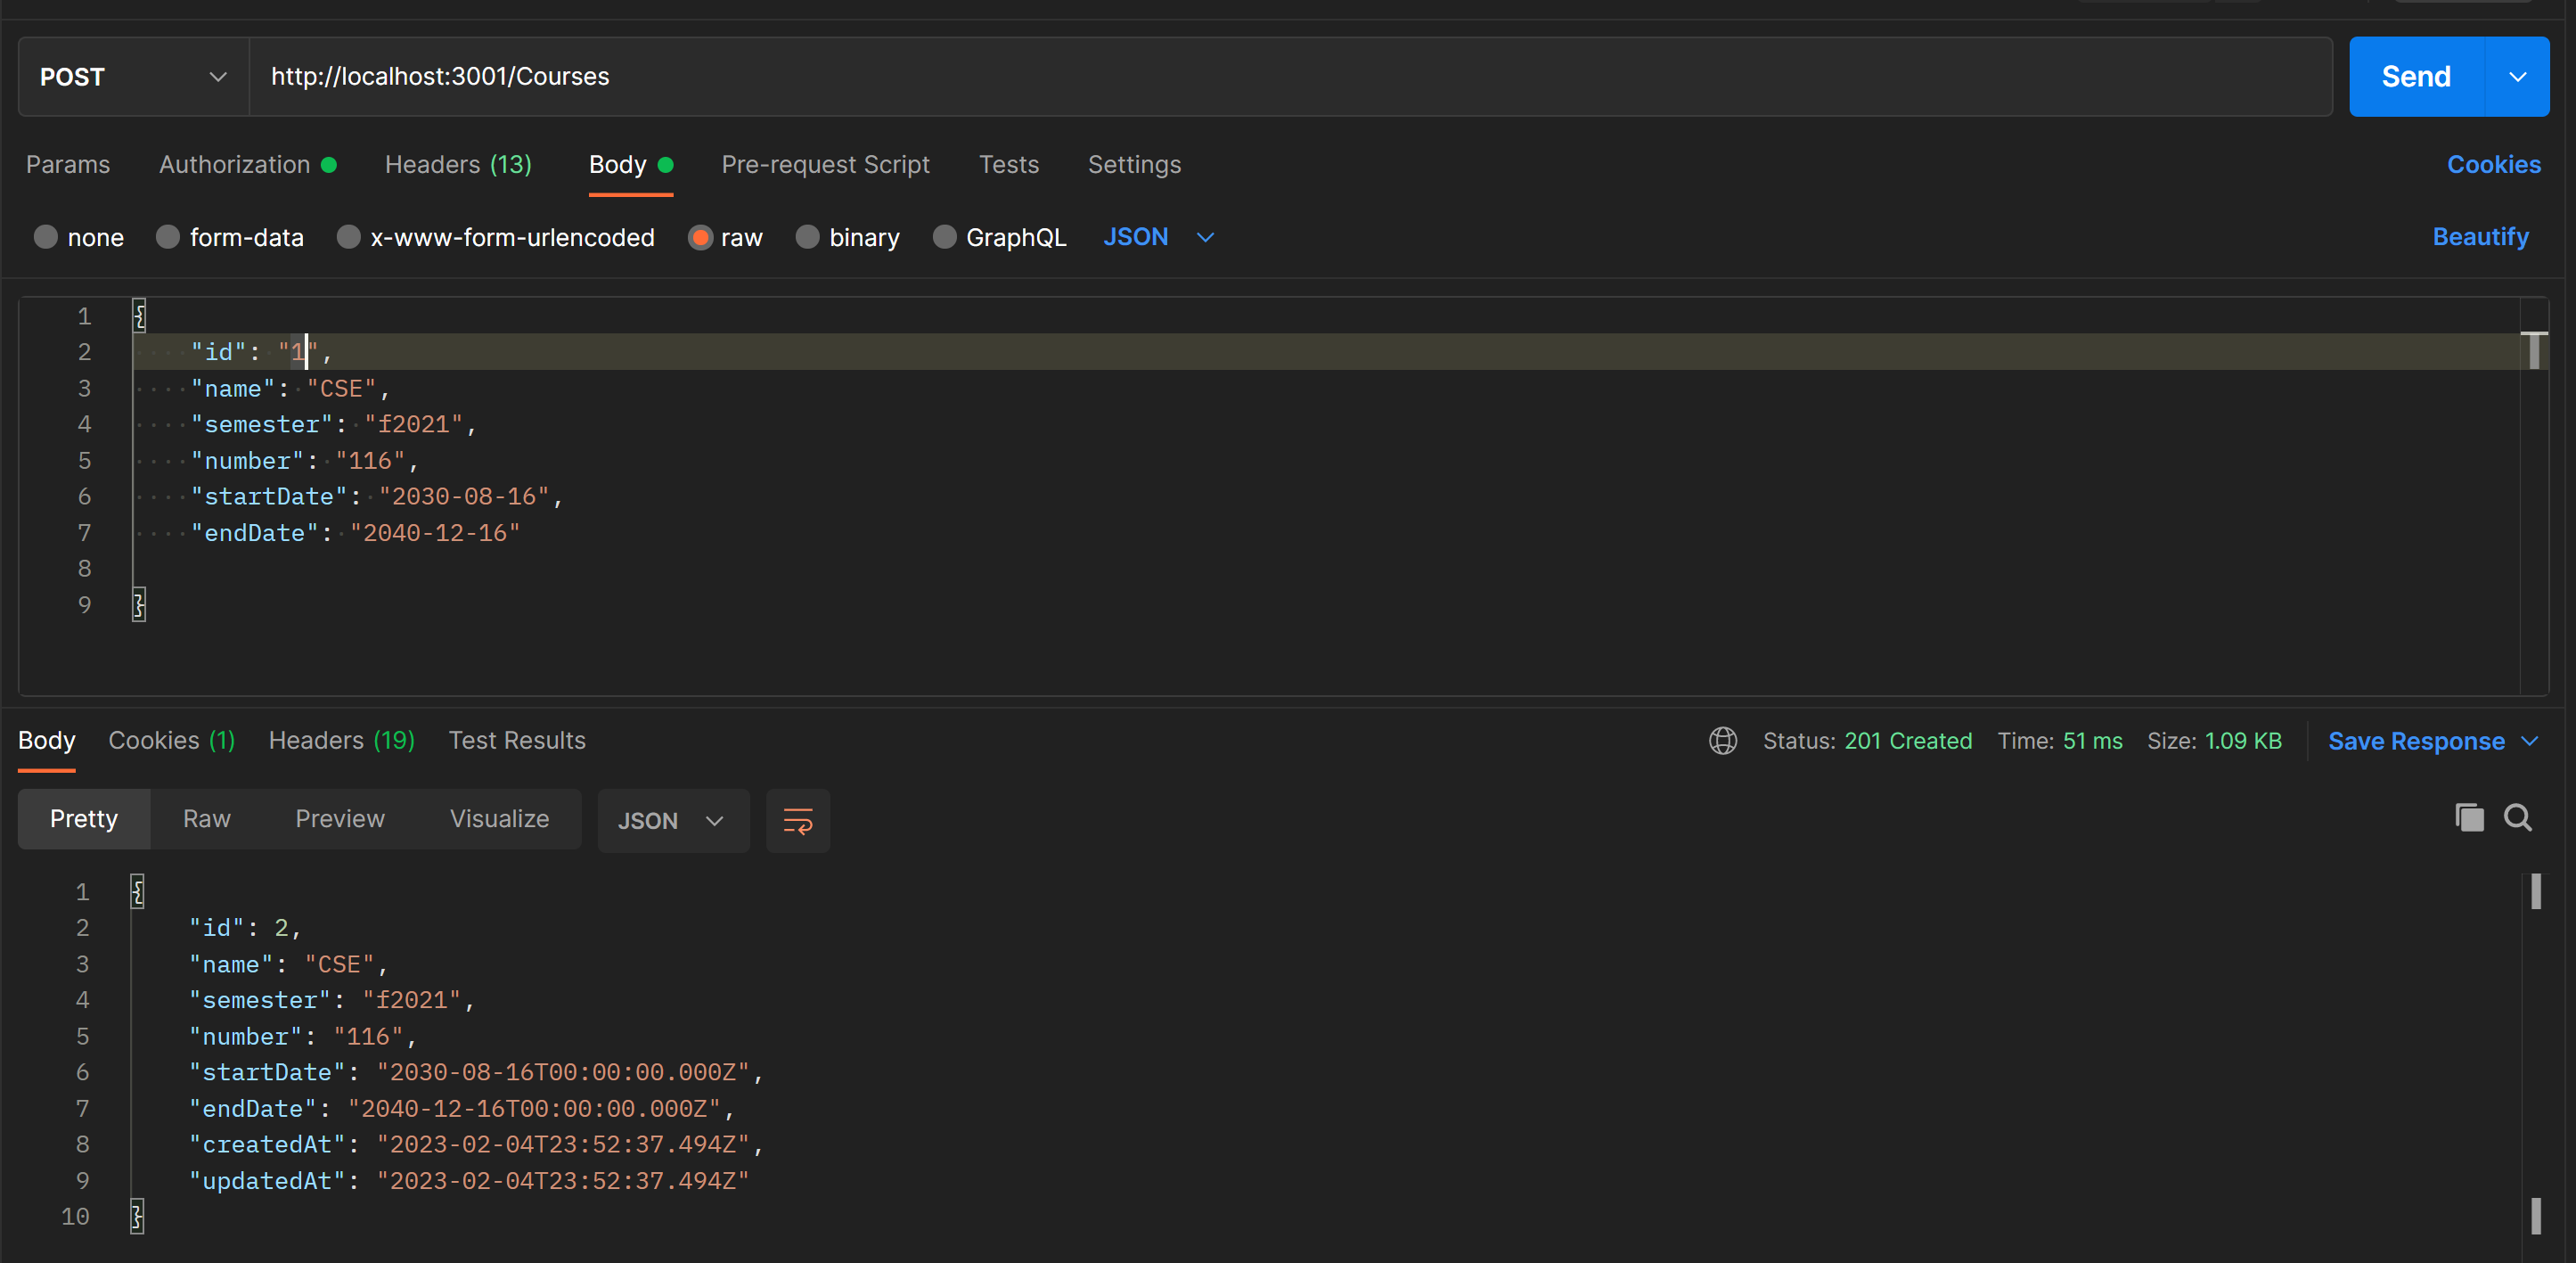 POST http://localhost:3001/Courses Send
Params Authorization Headers (13) Body Pre-request Script Tests Settings Cookies
none form-data x-www-form-urlencoded raw binary GraphQL JSON Beautify
1 {
2 "id": "1",
3 "name": "CSE",
4 "semester": "f2021",
5 "number": "116",
6 "startDate": "2030-08-16",
7 "endDate": "2040-12-16"
8
9 }
Body Cookies (1) Headers (19) Test Results Status: 201 Created Time: 51 ms Size: 1.09 KB Save Response
Pretty Raw Preview Visualize JSON
1 {
2 "id": 2,
3 "name": "CSE",
4 "semester": "f2021",
5 "number": "116",
6 "startDate": "2030-08-16T00:00:00.000Z",
7 "endDate": "2040-12-16T00:00:00.000Z",
8 "createdAt": "2023-02-04T23:52:37.494Z",
9 "updatedAt": "2023-02-04T23:52:37.494Z"
10 }